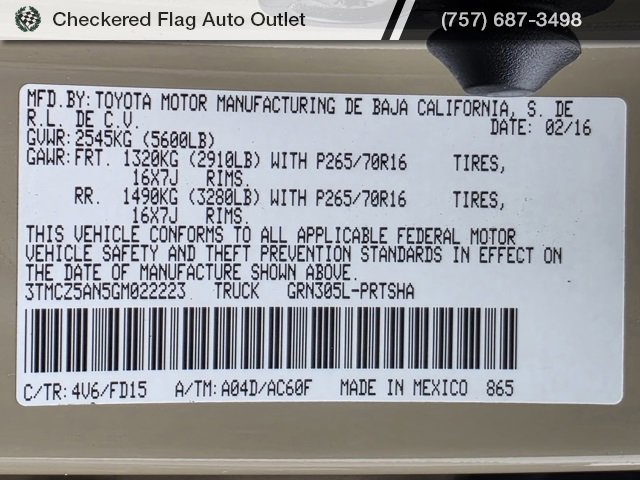 Checkered Flag Auto Outlet (757) 687-3498
MFD.BY: TOYOTA MOTOR MANUFACTURING DE BAJA CALIFORNIA, S. DE
R.L. DE C.V. DATE: 02/16
GVWR: 2545KG (5600LB)
GAWR: FRT. 1320KG (2910LB) WITH P265/70R16 TIRES,
16X7J RIMS.
RR. 1490KG (3280LB) WITH P265/70R16 TIRES,
16X7J RIMS.
THIS VEHICLE CONFORMS TO ALL APPLICABLE FEDERAL MOTOR
VEHICLE SAFETY AND THEFT PREVENTION STANDARDS IN EFFECT ON
THE DATE OF MANUFACTURE SHOWN ABOVE.
3TMCZ5AN5GM022223 TRUCK GRN305L-PRTSHA
C/TR: 4V6/FD15 A/TM: A04D/AC60F MADE IN MEXICO 865